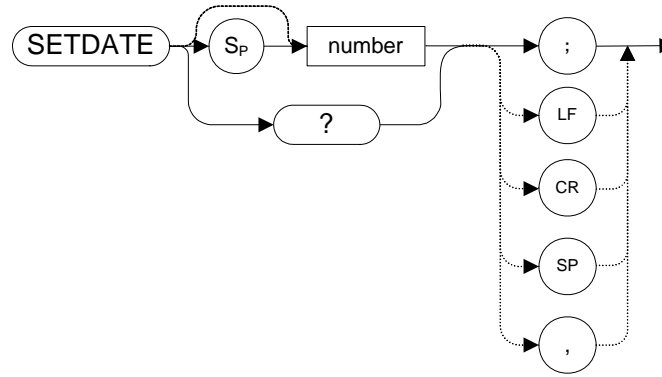 SETDATE SP number ;
?
LF
CR
SP
,